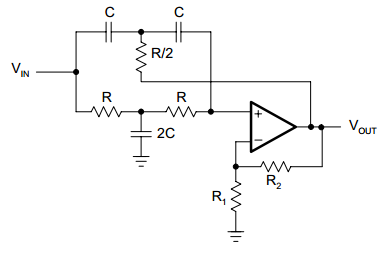 C C
R/2
V_IN
R R
+
2C
−
V_OUT
R_2
R_1